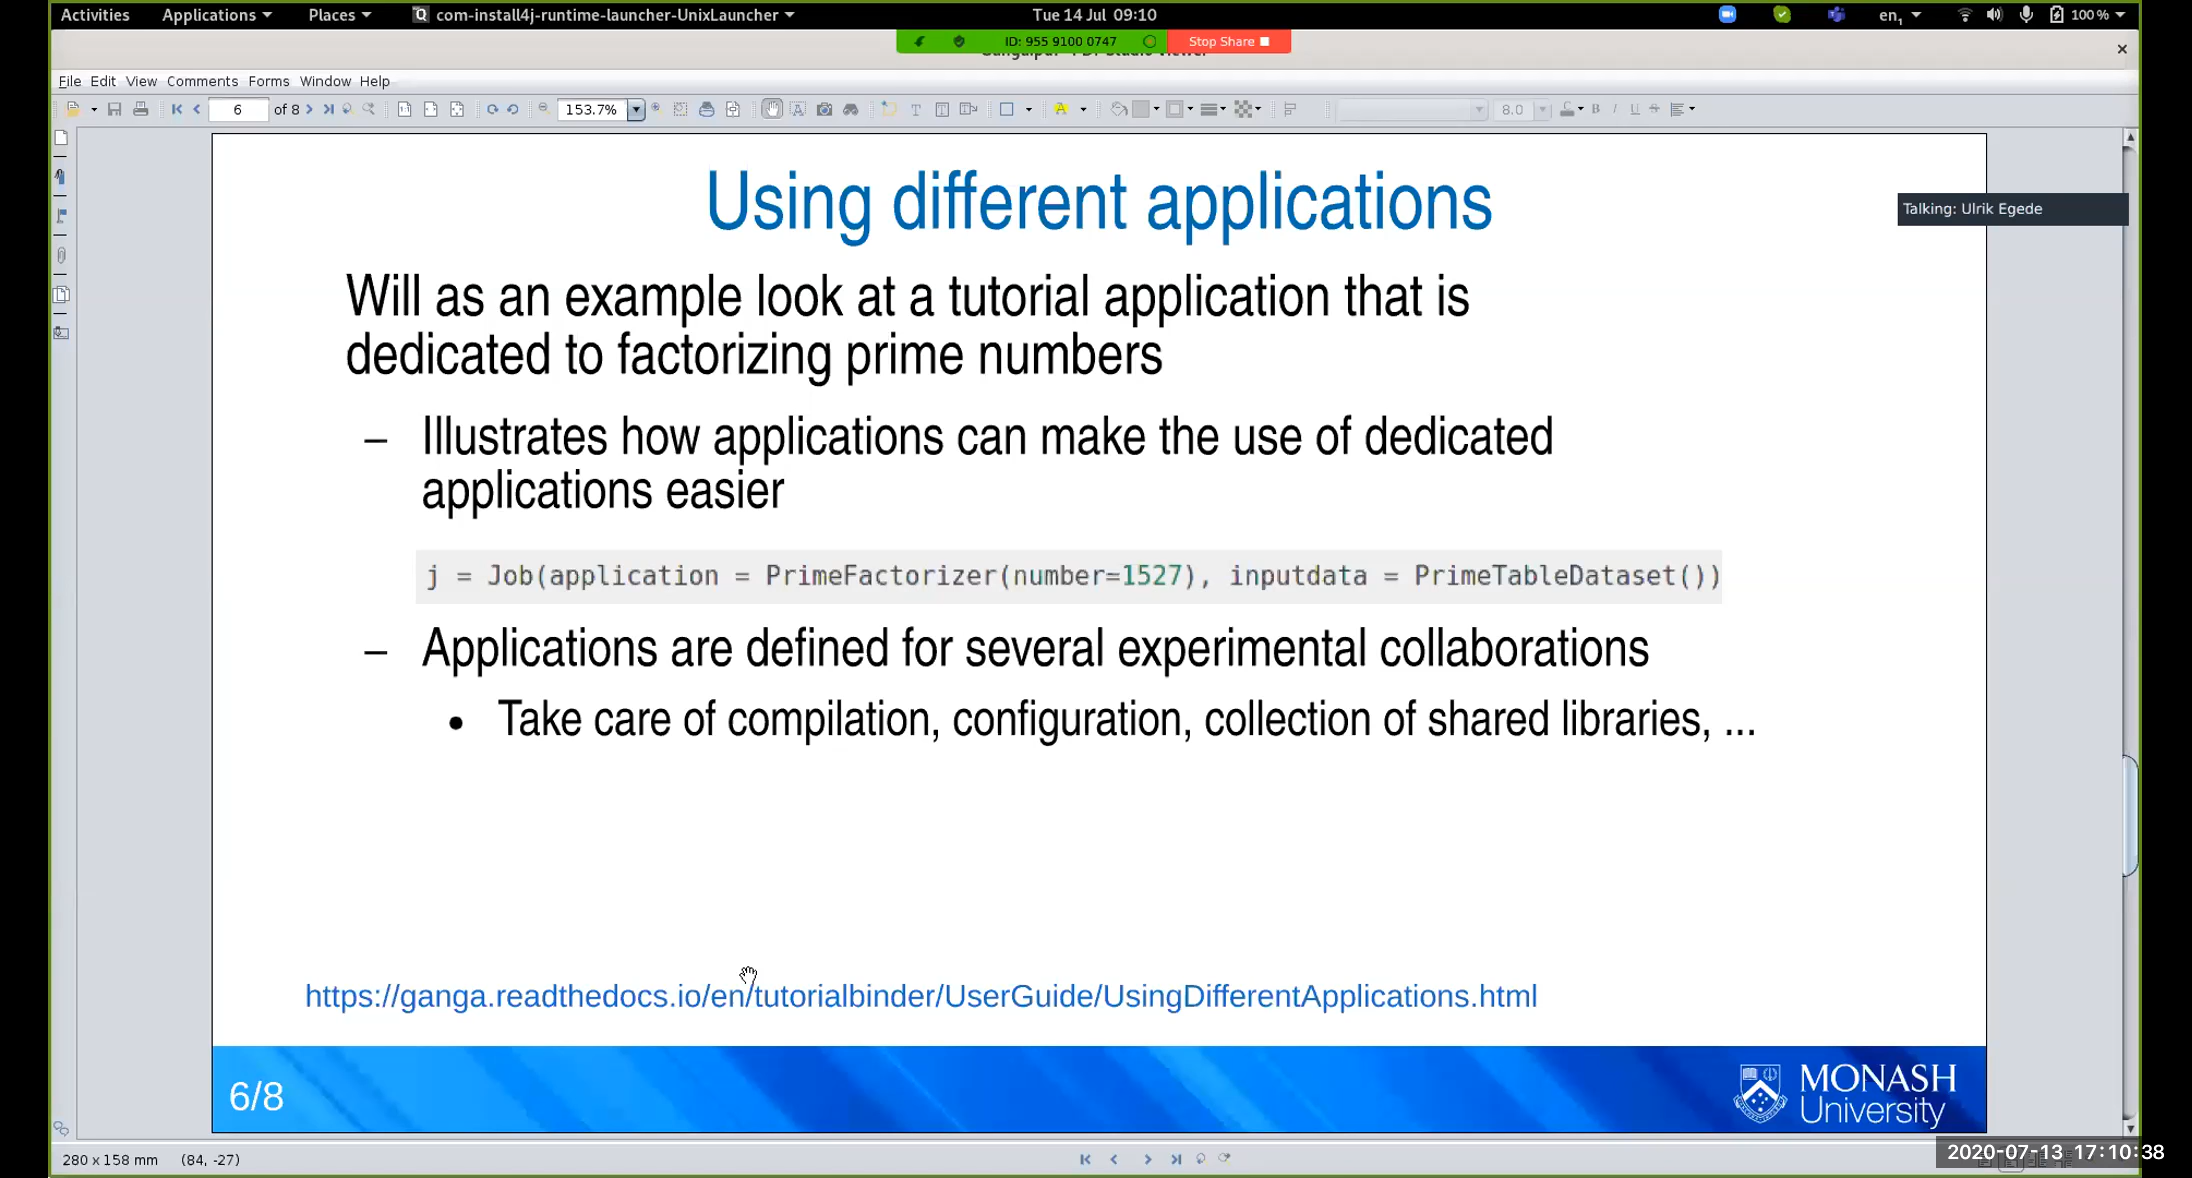 Activities Applications Places com-install4j-runtime-launcher-UnixLauncher Tue 14 Jul 09:10 en1 100 %
ID: 955 9100 0747 Stop Share
File Edit View Comments Forms Window Help
6 of 8 153.7% 8.0
Using different applications
Talking: Ulrik Egede
Will as an example look at a tutorial application that is
dedicated to factorizing prime numbers
– Illustrates how applications can make the use of dedicated
applications easier
j = Job(application = PrimeFactorizer(number=1527), inputdata = PrimeTableDataset())
– Applications are defined for several experimental collaborations
• Take care of compilation, configuration, collection of shared libraries, ...
https://ganga.readthedocs.io/en/tutorialbinder/UserGuide/UsingDifferentApplications.html
6/8
MONASH
University
280 x 158 mm (84, -27)
2020-07-13 17:10:38